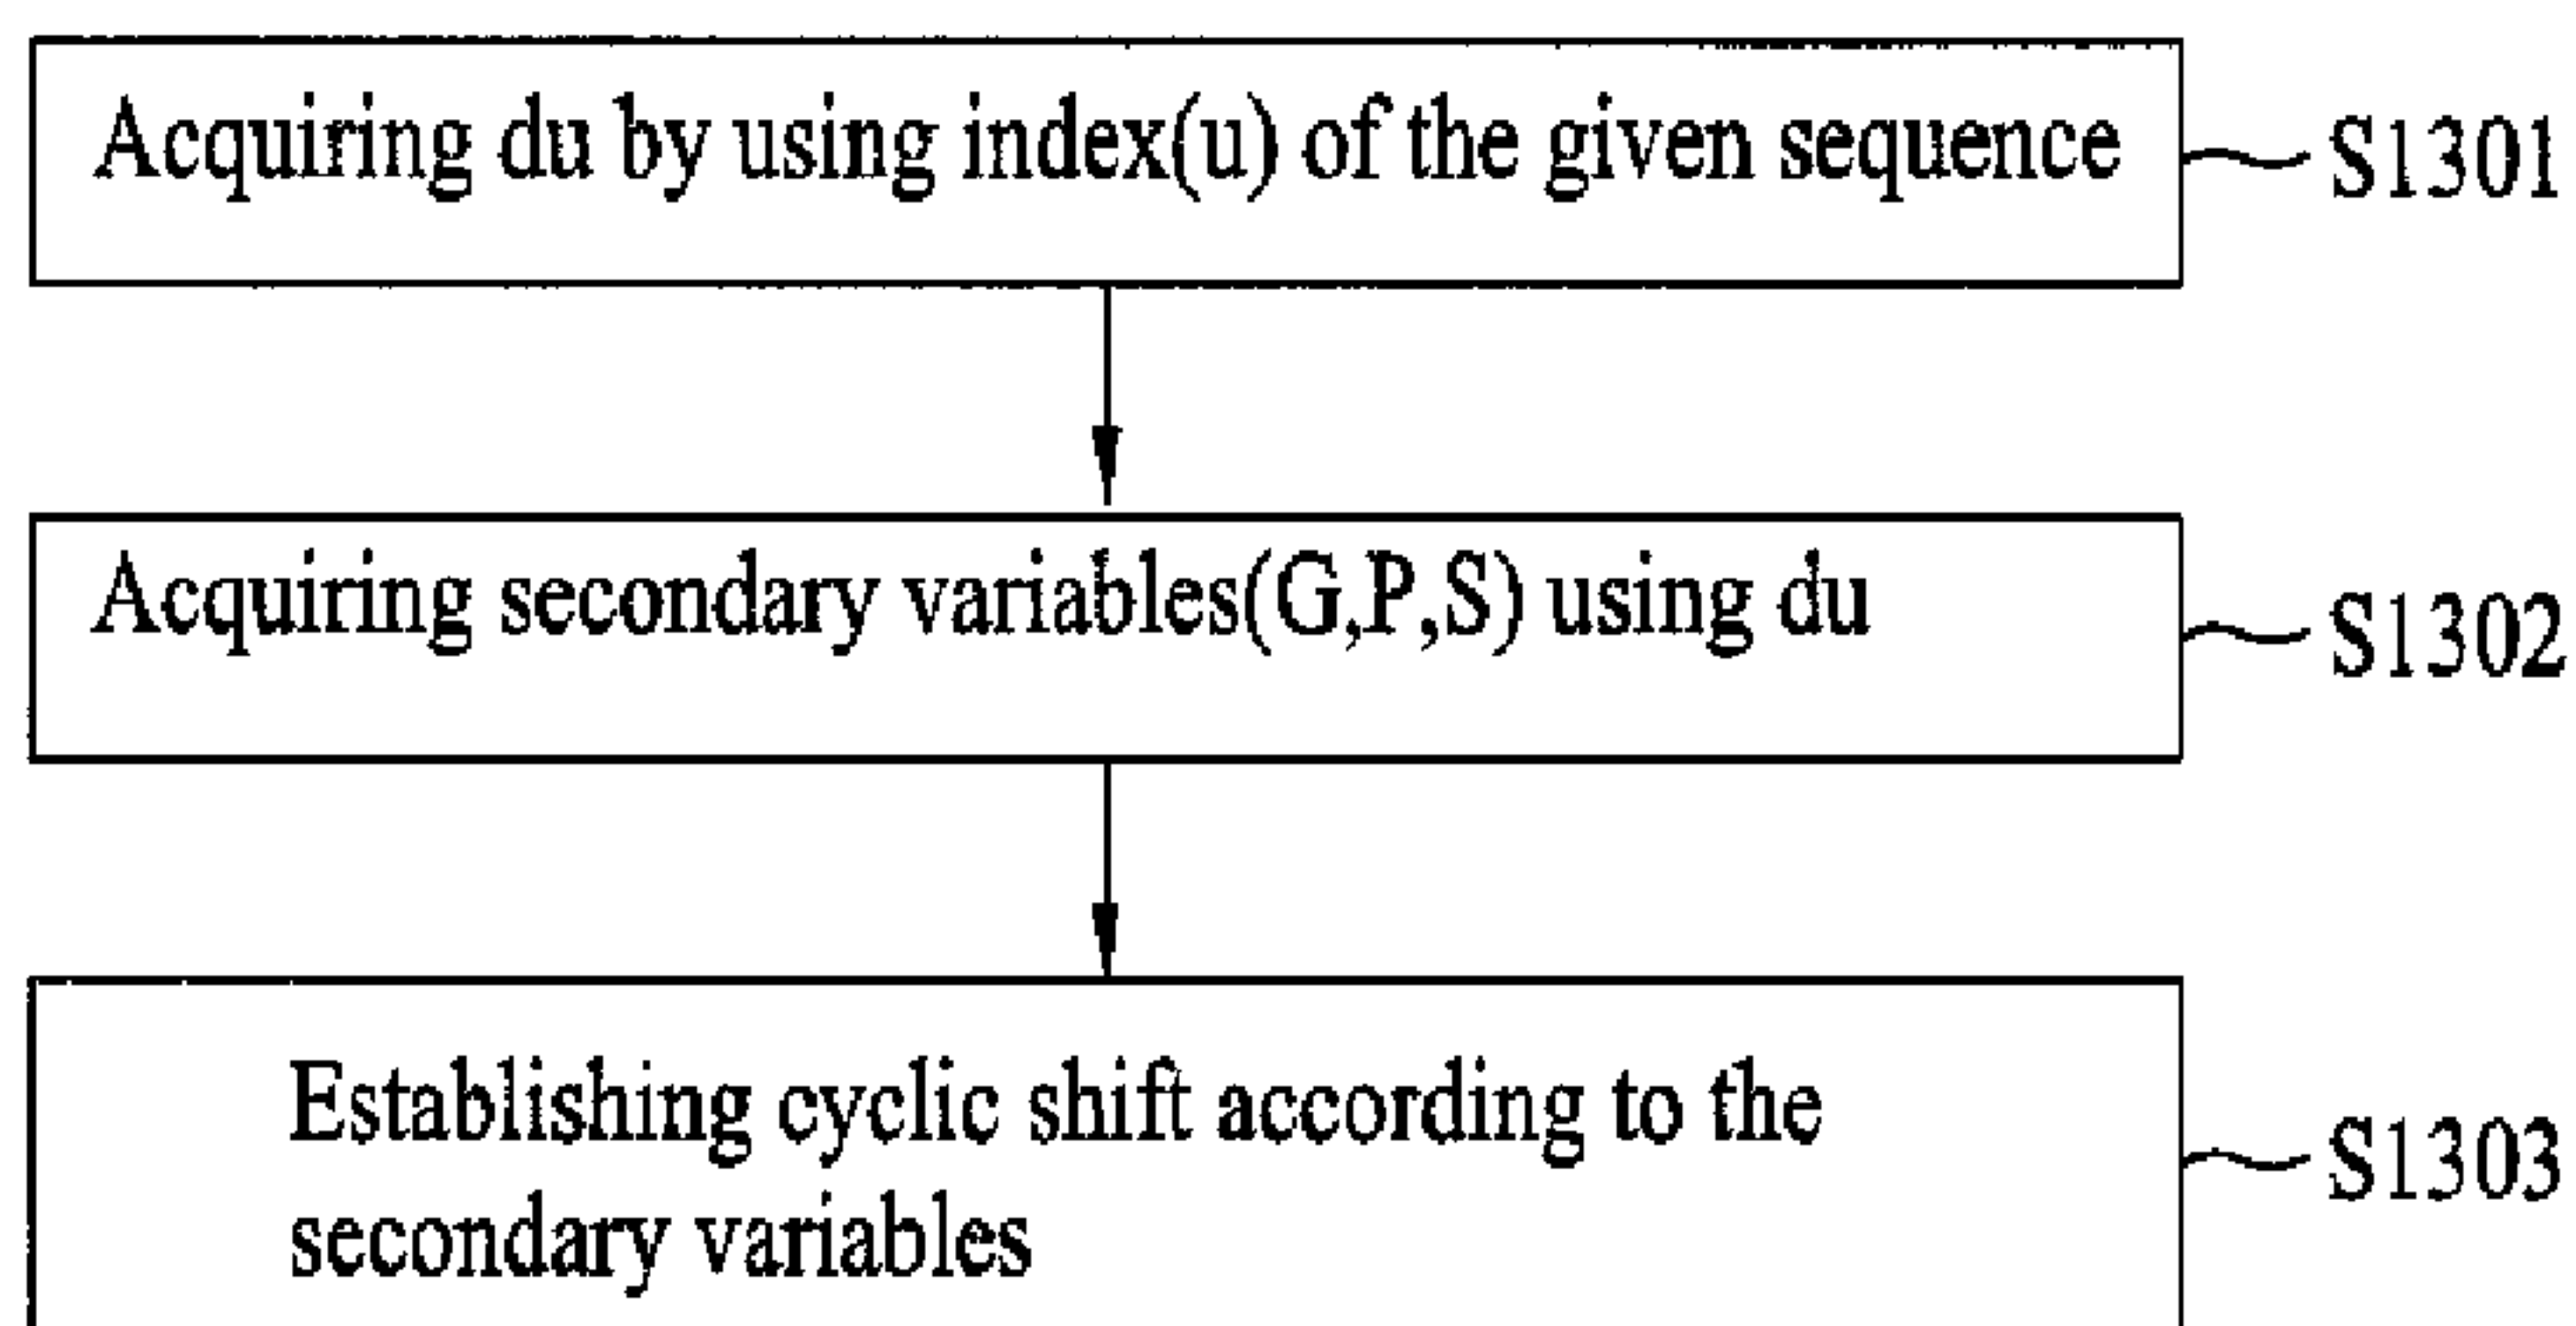 Acquiring du by using index(u) of the given sequence
S1301
Acquiring secondary variables(G,P,S) using du
S1302
Establishing cyclic shift according to the
secondary variables
S1303